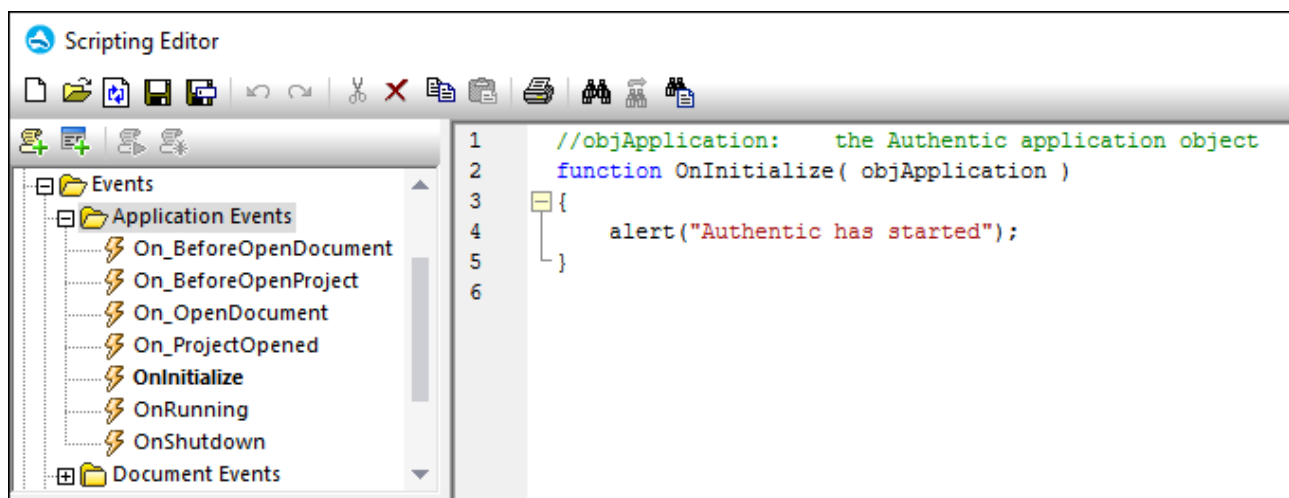 Scripting Editor
Events
Application Events
On_BeforeOpenDocument
On_BeforeOpenProject
On_OpenDocument
On_ProjectOpened
OnInitialize
OnRunning
OnShutdown
Document Events
1 //objApplication: the Authentic application object
2 function OnInitialize( objApplication )
3 {
4 alert("Authentic has started");
5 }
6